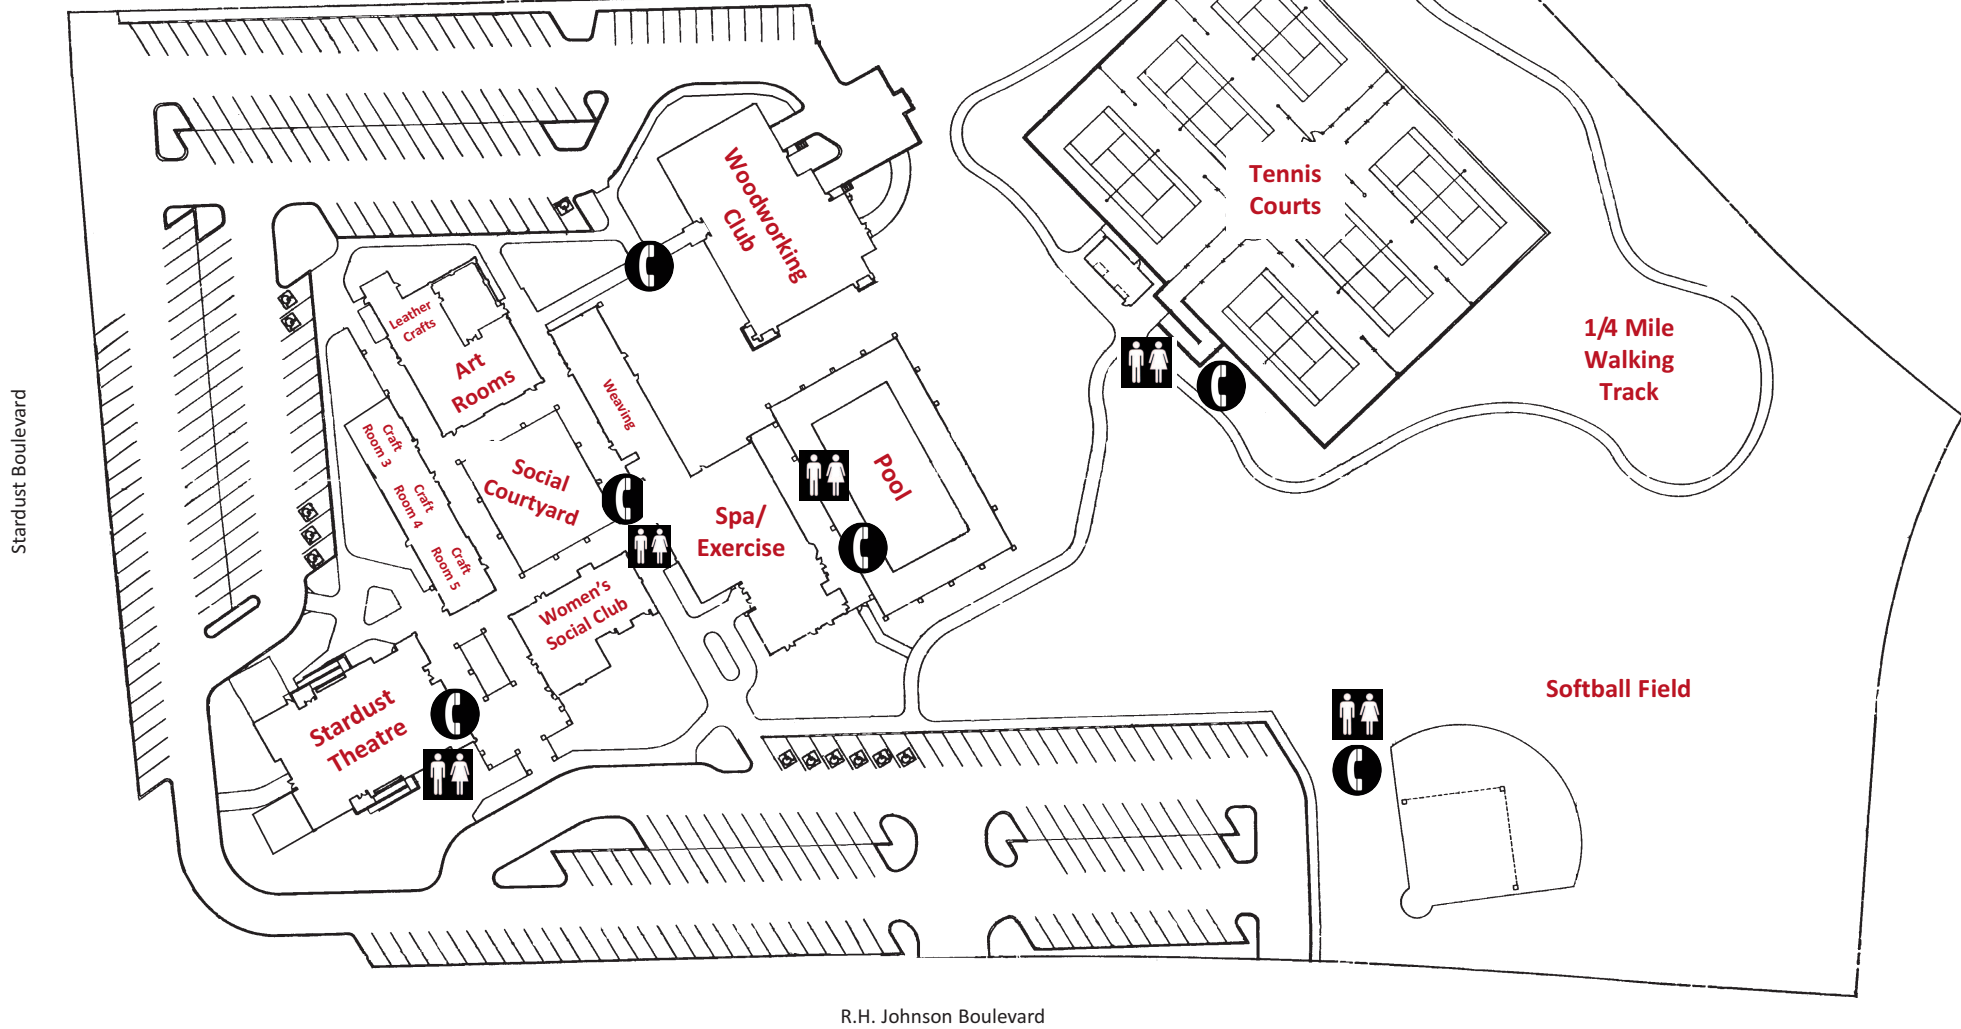 Woodworking
Club
Tennis
Courts
Leather
Crafts
Art
Rooms
1/4 Mile
Walking
Track
Weaving
Craft
Room 3
Craft
Room 4
Craft
Room 5
Social
Courtyard
Pool
Spa/
Exercise
Women's
Social Club
Stardust
Theatre
Softball Field
Stardust Boulevard
R.H. Johnson Boulevard